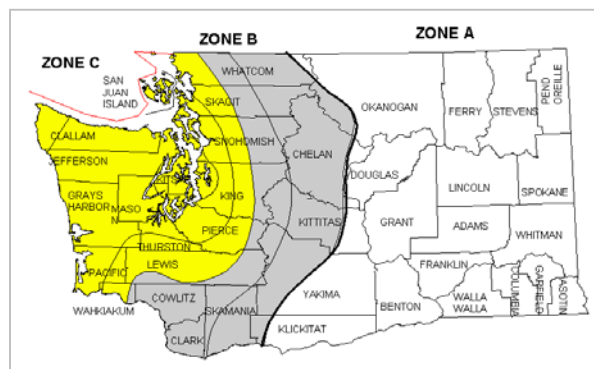 ZONE C
ZONE B
ZONE A
SAN
JUAN
ISLAND
WHATCOM
SKAGIT
SNOHOMISH
CHELAN
KING
KITTITAS
PIERCE
CLALLAM
JEFFERSON
GRAYS
HARBOR
MASO
N
KITS
THURSTON
LEWIS
PACIFIC
WAHKIAKUM
COWLITZ
SKAMANIA
CLARK
OKANOGAN
FERRY
STEVENS
PEND
OREILLE
DOUGLAS
LINCOLN
SPOKANE
GRANT
ADAMS
WHITMAN
FRANKLIN
YAKIMA
BENTON
WALLA
WALLA
COLUMBIA
GARFIELD
ASOTIN
KLICKITAT